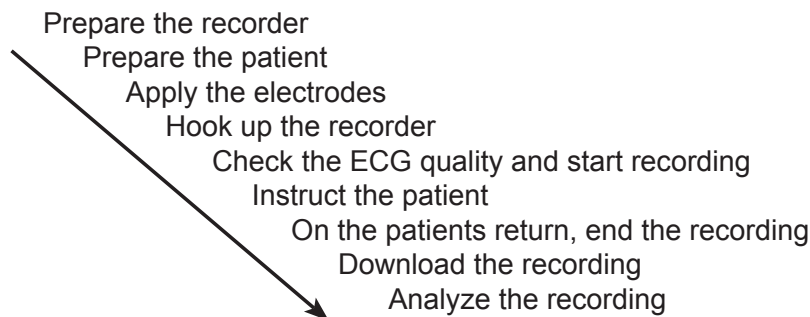 Prepare the recorder
Prepare the patient
Apply the electrodes
Hook up the recorder
Check the ECG quality and start recording
Instruct the patient
On the patients return, end the recording
Download the recording
Analyze the recording